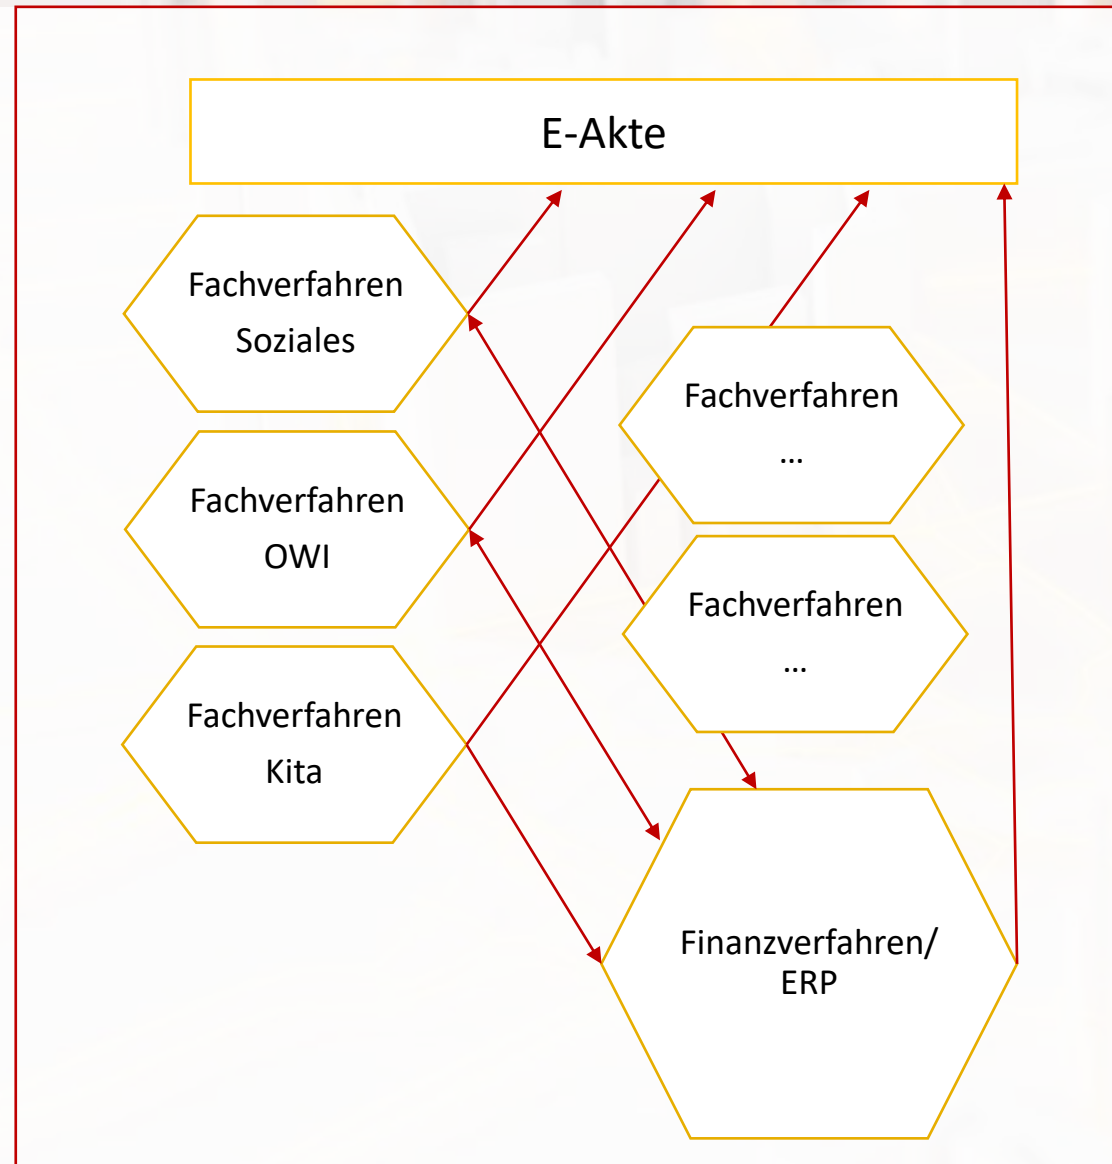 E-Akte
Fachverfahren
Soziales
Fachverfahren
...
Fachverfahren
OWI
Fachverfahren
...
Fachverfahren
Kita
Finanzverfahren/
ERP